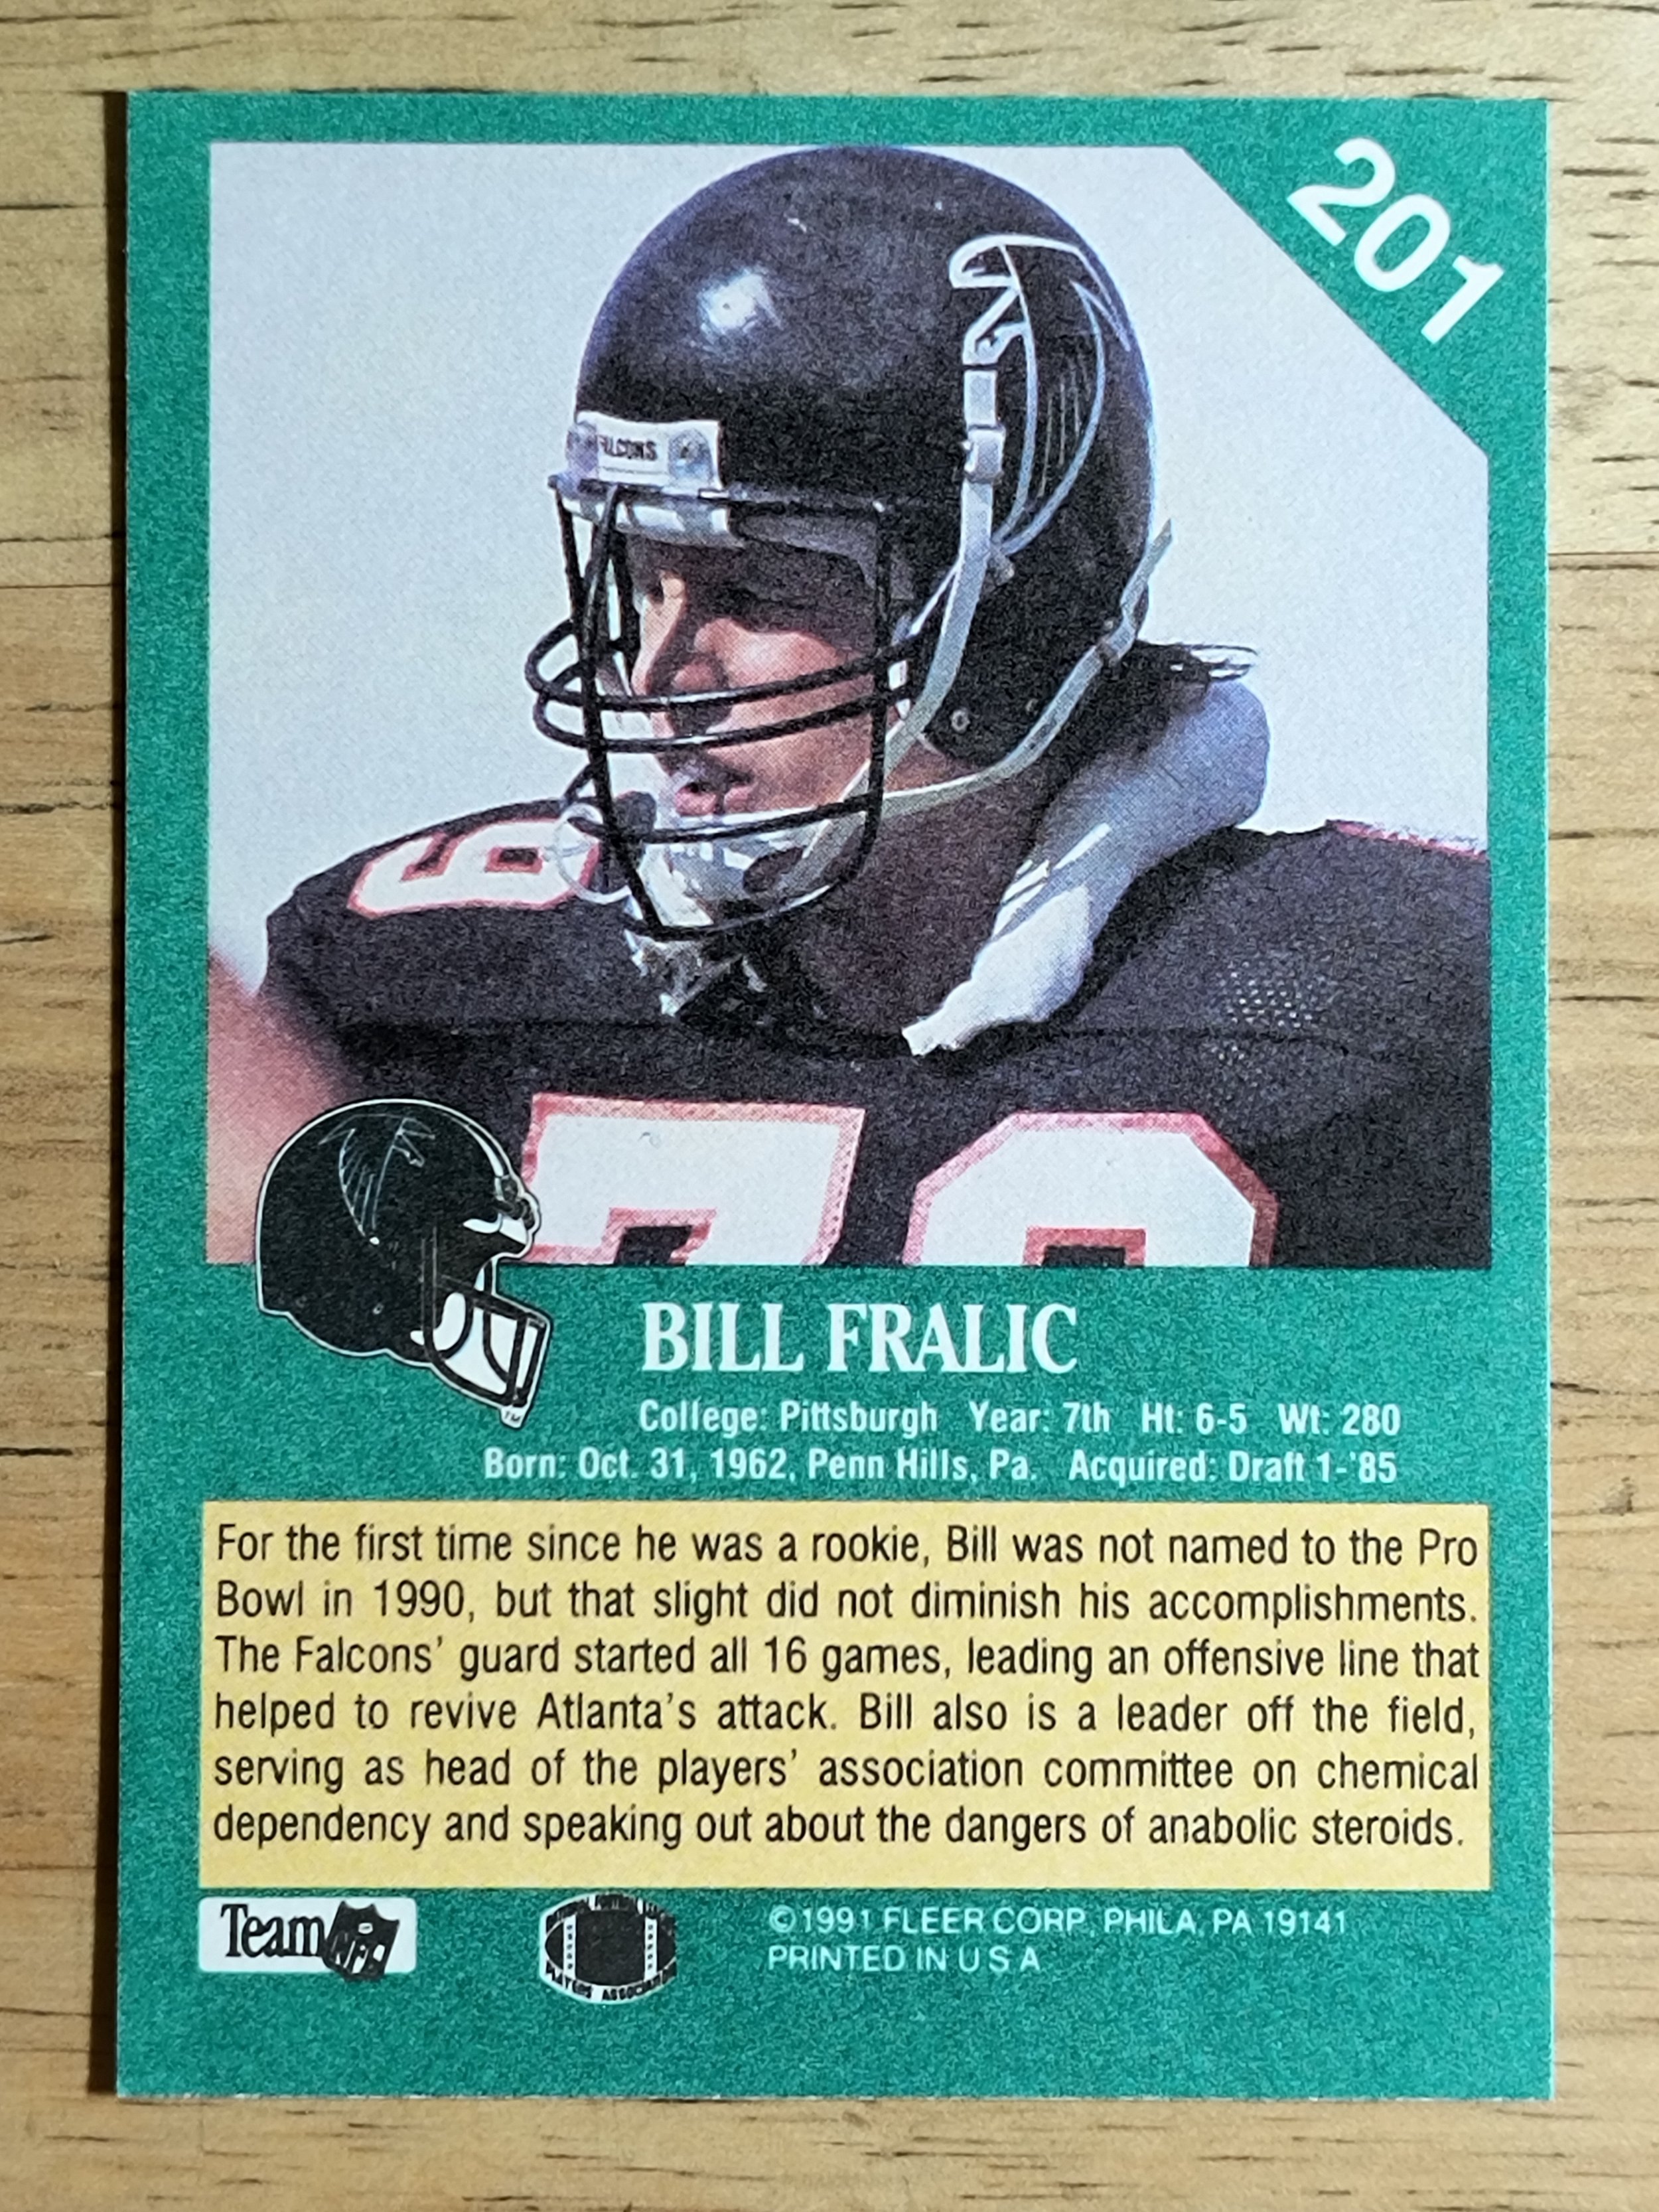 201
FALCONS
9
79
BILL FRALIC
College: Pittsburgh Year: 7th Ht: 6-5 Wt: 280
Born: Oct. 31, 1962, Penn Hills, Pa. Acquired: Draft 1-'85
For the first time since he was a rookie, Bill was not named to the Pro
Bowl in 1990, but that slight did not diminish his accomplishments.
The Falcons' guard started all 16 games, leading an offensive line that
helped to revive Atlanta's attack. Bill also is a leader off the field,
serving as head of the players' association committee on chemical
dependency and speaking out about the dangers of anabolic steroids.
Team NFL
PLAYERS
© 1991 FLEER CORP, PHILA, PA 19141
PRINTED IN U S A